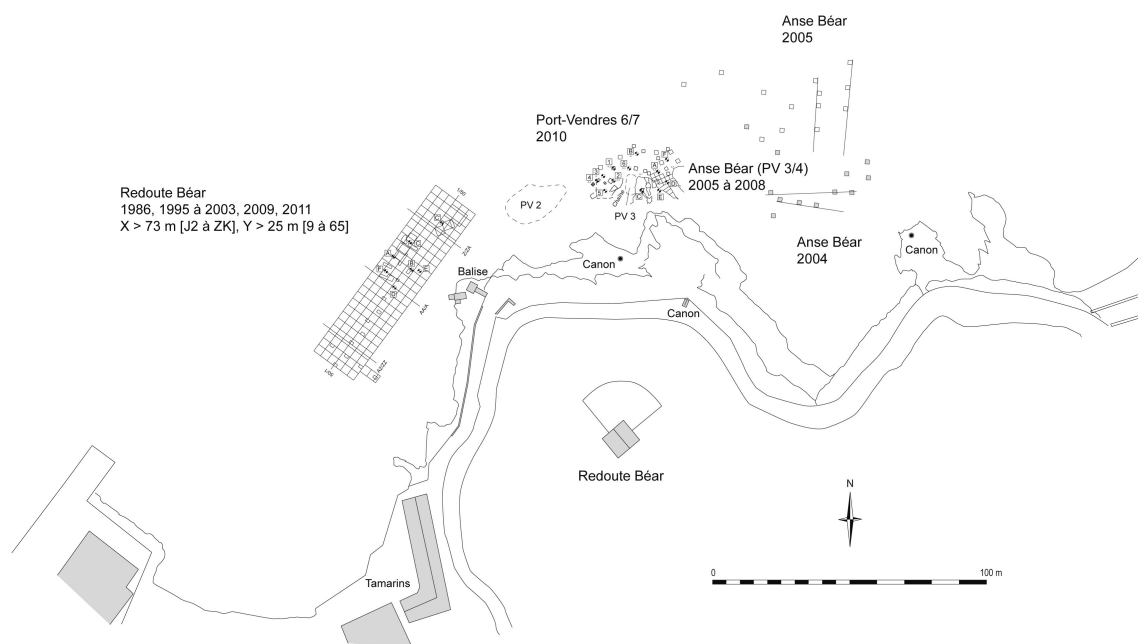 Anse Béar
2005
Port-Vendres 6/7
2010
Anse Béar (PV 3/4)
2005 à 2008
Redoute Béar
1986, 1995 à 2003, 2009, 2011
X > 73 m [J2 à ZK], Y > 25 m [9 à 65]
PV 2
PV 3
Anse Béar
2004
Canon
Canon
Balise
Canon
Redoute Béar
Tamarins
N
0
100 m